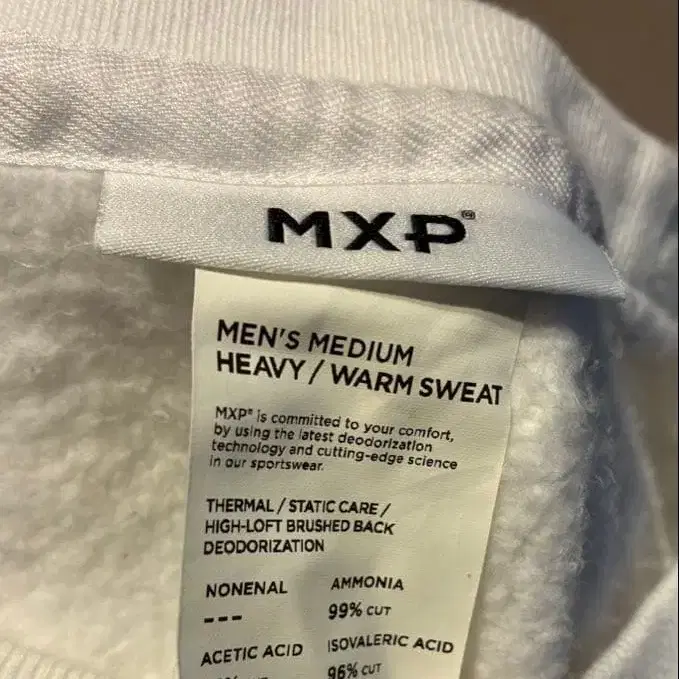 MXP®
MEN'S MEDIUM
HEAVY / WARM SWEAT
MXP® is committed to your comfort,
by using the latest deodorization
technology and cutting-edge science
in our sportswear.
THERMAL / STATIC CARE /
HIGH-LOFT BRUSHED BACK
DEODORIZATION
NONENAL AMMONIA
--- 99% CUT
ACETIC ACID ISOVALERIC ACID
96% CUT